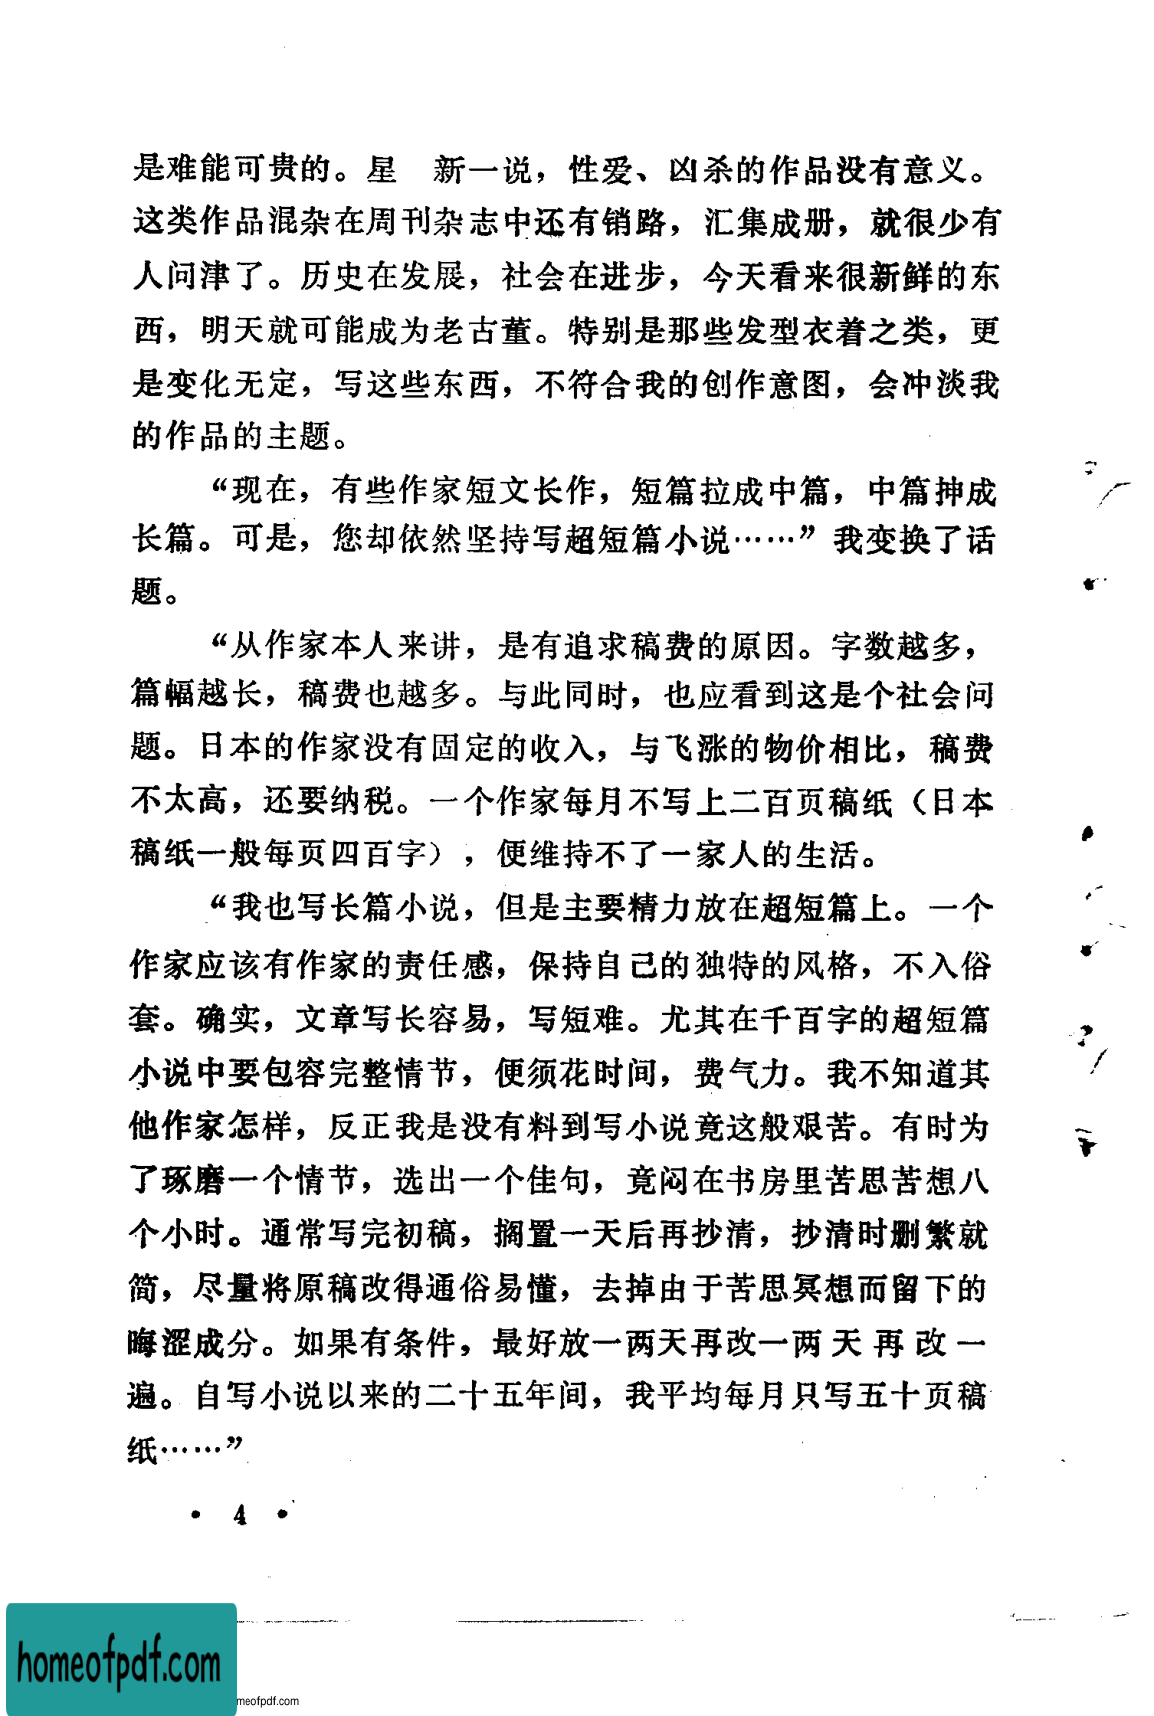 是难能可贵的。星　新一说，性爱、凶杀的作品没有意义。
这类作品混杂在周刊杂志中还有销路，汇集成册，就很少有
人问津了。历史在发展，社会在进步，今天看来很新鲜的东
西，明天就可能成为老古董。特别是那些发型衣着之类，更
是变化无定，写这些东西，不符合我的创作意图，会冲淡我
的作品的主题。
“现在，有些作家短文长作，短篇拉成中篇，中篇抻成
长篇。可是，您却依然坚持写超短篇小说……”我变换了话
题。
“从作家本人来讲，是有追求稿费的原因。字数越多，
篇幅越长，稿费也越多。与此同时，也应看到这是个社会问
题。日本的作家没有固定的收入，与飞涨的物价相比，稿费
不太高，还要纳税。一个作家每月不写上二百页稿纸（日本
稿纸一般每页四百字），便维持不了一家人的生活。
“我也写长篇小说，但是主要精力放在超短篇上。一个
作家应该有作家的责任感，保持自己的独特的风格，不入俗
套。确实，文章写长容易，写短难。尤其在千百字的超短篇
小说中要包容完整情节，便须花时间，费气力。我不知道其
他作家怎样，反正我是没有料到写小说竟这般艰苦。有时为
了琢磨一个情节，选出一个佳句，竟闷在书房里苦思苦想八
个小时。通常写完初稿，搁置一天后再抄清，抄清时删繁就
简，尽量将原稿改得通俗易懂，去掉由于苦思冥想而留下的
晦涩成分。如果有条件，最好放一两天再改一两天再改一
遍。自写小说以来的二十五年间，我平均每月只写五十页稿
纸……”
• 4 •
homeofpdf.com
meofpdf.com